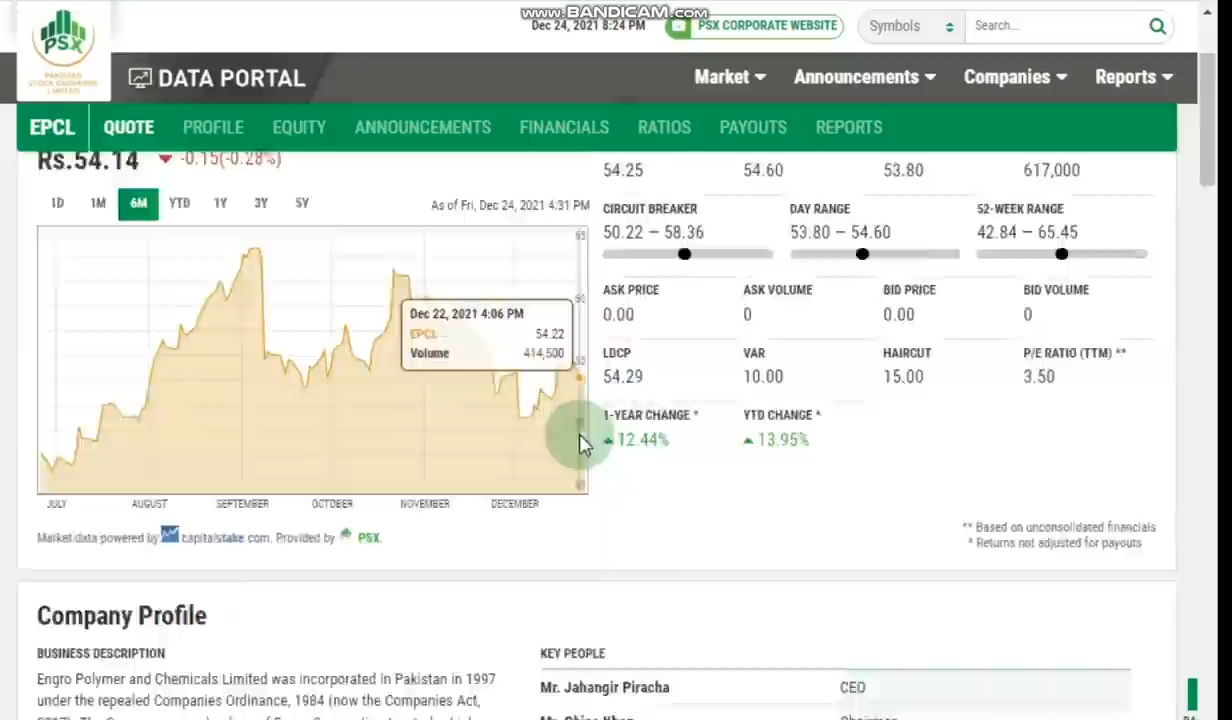 www.BANDICAM.com
Dec 24, 2021 8:24 PM
PSX CORPORATE WEBSITE
Symbols
Search...
PSX
PAKISTAN
STOCK EXCHANGE
LIMITED
DATA PORTAL
Market
Announcements
Companies
Reports
EPCL
QUOTE
PROFILE
EQUITY
ANNOUNCEMENTS
FINANCIALS
RATIOS
PAYOUTS
REPORTS
Rs.54.14 -0.15(-0.28%)
1D 1M 6M YTD 1Y 3Y 5Y
As of Fri, Dec 24, 2021 4:31 PM
65
60
55
Dec 22, 2021 4:06 PM
EPCL 54.22
Volume 414,500
JULY AUGUST SEPTEMBER OCTOBER NOVEMBER DECEMBER
Market data powered by capitalstake.com. Provided by PSX.
54.25 54.60 53.80 617,000
CIRCUIT BREAKER DAY RANGE 52-WEEK RANGE
50.22 — 58.36 53.80 — 54.60 42.84 — 65.45
ASK PRICE ASK VOLUME BID PRICE BID VOLUME
0.00 0 0.00 0
LDCP VAR HAIRCUT P/E RATIO (TTM) **
54.29 10.00 15.00 3.50
1-YEAR CHANGE * YTD CHANGE *
12.44% 13.95%
** Based on unconsolidated financials
* Returns not adjusted for payouts
Company Profile
BUSINESS DESCRIPTION
Engro Polymer and Chemicals Limited was incorporated in Pakistan in 1997
under the repealed Companies Ordinance, 1984 (now the Companies Act,
KEY PEOPLE
Mr. Jahangir Piracha CEO